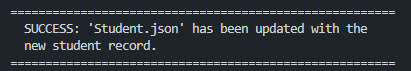 =======================================================
SUCCESS: 'Student.json' has been updated with the
new student record.
=======================================================